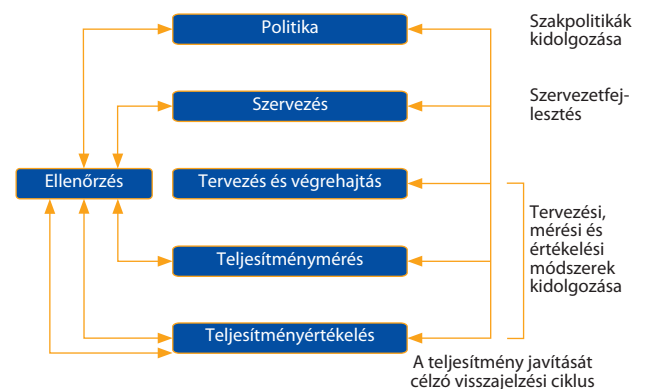 Politika
Szakpolitikák
kidolgozása
Szervezés
Szervezetfej-
lesztés
Ellenőrzés
Tervezés és végrehajtás
Teljesítménymérés
Tervezési,
mérési és
értékelési
módszerek
kidolgozása
Teljesítményértékelés
A teljesítmény javítását
célzó visszajelzési ciklus